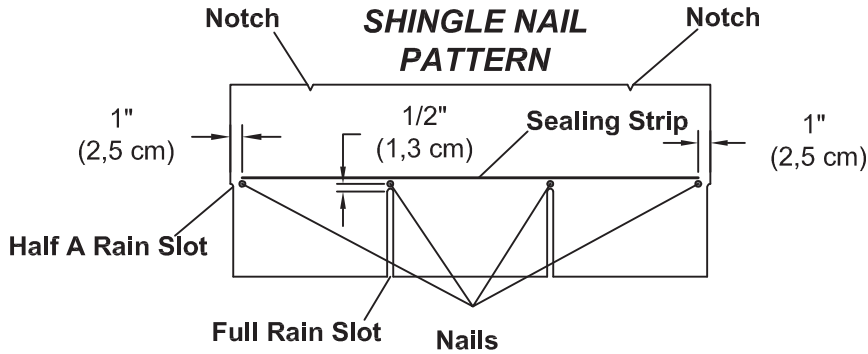 Notch
SHINGLE NAIL
PATTERN
Notch
1"
(2,5 cm)
1/2"
(1,3 cm)
Sealing Strip
1"
(2,5 cm)
Half A Rain Slot
Full Rain Slot
Nails